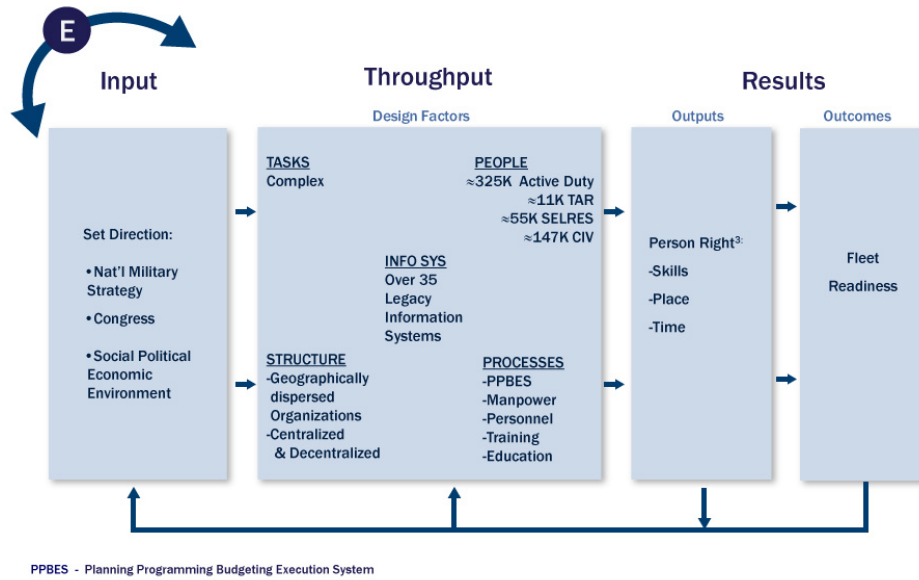 E
Input
Throughput
Results
Design Factors
Outputs
Outcomes
Set Direction:
•Nat'l Military
Strategy
•Congress
•Social Political
Economic
Environment
TASKS
Complex
PEOPLE
≈325K Active Duty
≈11K TAR
≈55K SELRES
≈147K CIV
INFO SYS
Over 35
Legacy
Information
Systems
STRUCTURE
-Geographically
dispersed
Organizations
-Centralized
& Decentralized
PROCESSES
-PPBES
-Manpower
-Personnel
-Training
-Education
Person Right³:
-Skills
-Place
-Time
Fleet
Readiness
PPBES - Planning Programming Budgeting Execution System